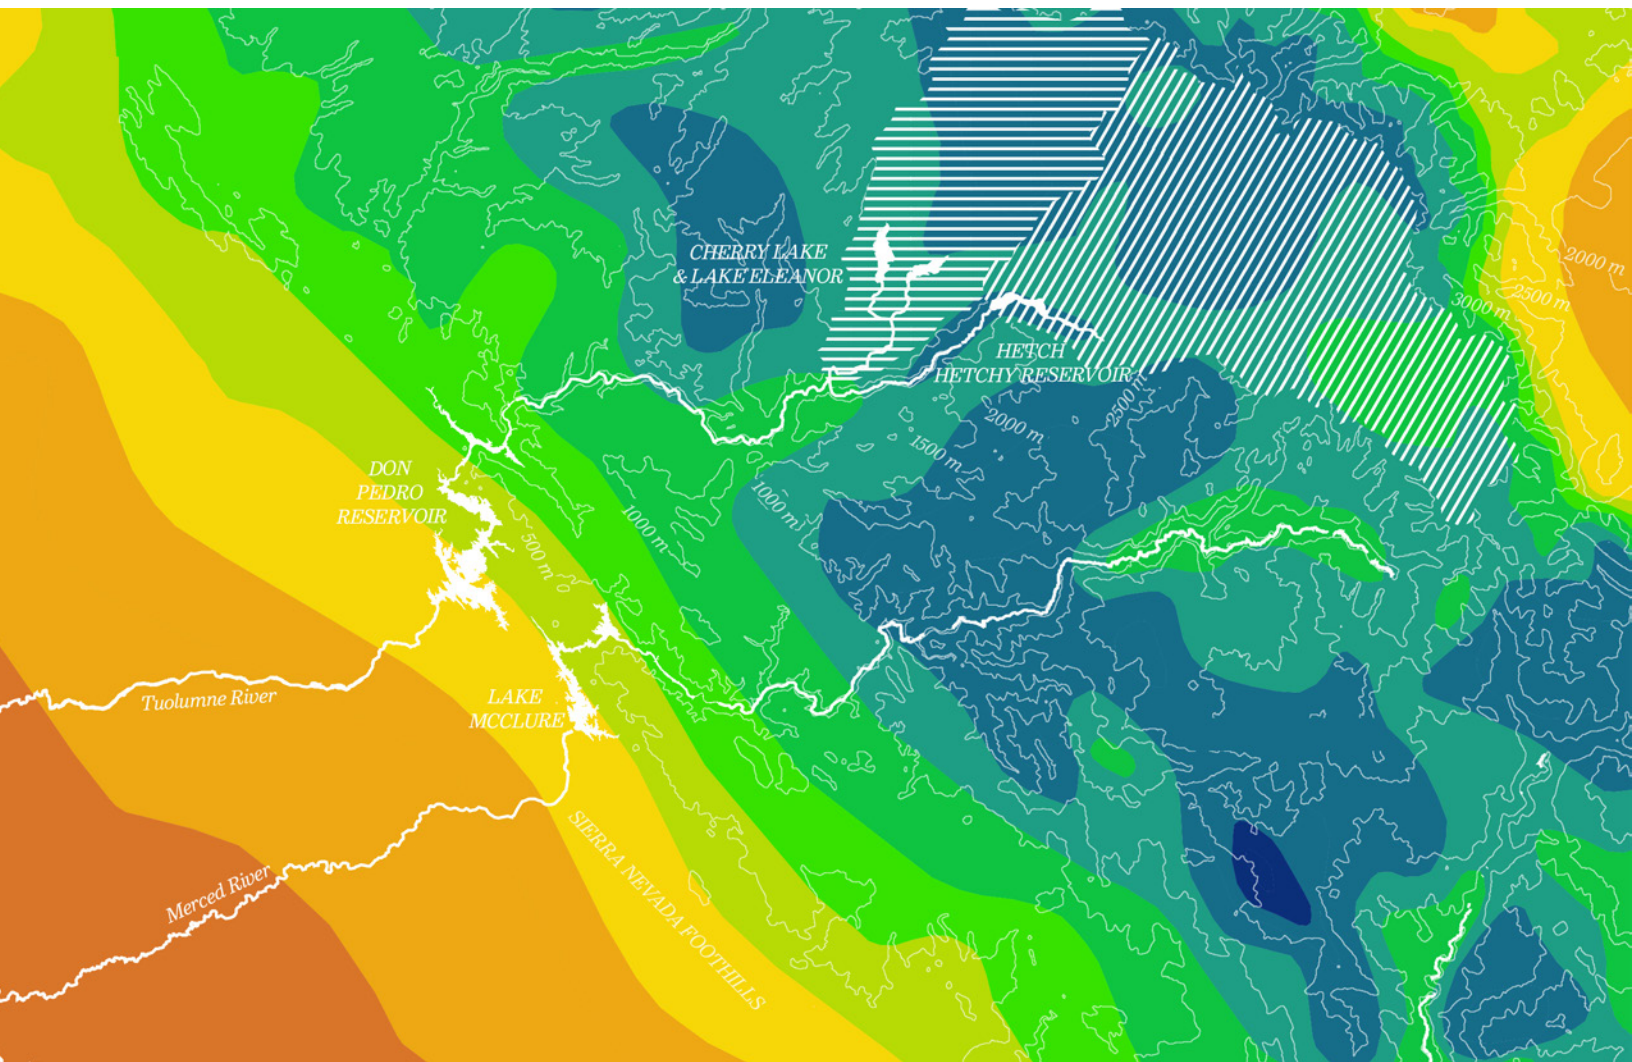 CHERRY LAKE
& LAKE ELEANOR
2000 m
2500 m
3000 m
HETCH
HETCHY RESERVOIR
2500 m
2000 m
1500 m
1000 m
DON
PEDRO
RESERVOIR
1000 m
500 m
Tuolumne River
LAKE
MCCLURE
SIERRA NEVADA FOOTHILLS
Merced River